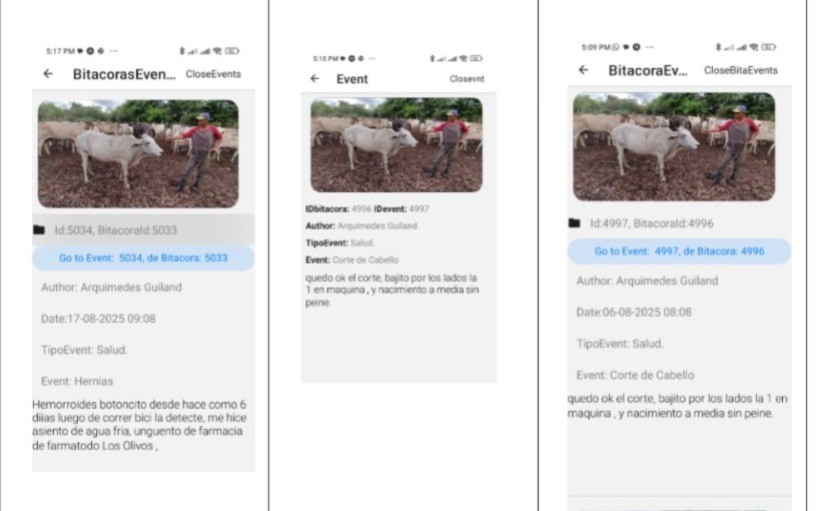 5:17 PM
BitacorasEven... CloseEvents
Id:5034, BitacoraId:5033
Go to Event: 5034, de Bitacora: 5033
Author: Arquimedes Guiland
Date:17-08-2025 09:08
TipoEvent: Salud.
Event: Hernias
Hemorroides botoncito desde hace como 6
diias luego de correr bici la detecte, me hice
asiento de agua fria, unguento de farmacia
de farmatodo Los Olivos ,
5:10 PM
Event Closevnt
IDbitacora: 4996 IDevent: 4997
Author: Arquimedes Guiland
TipoEvent: Salud.
Event: Corte de Cabello
quedo ok el corte, bajito por los lados la
1 en maquina , y nacimiento a media sin
peine.
5:09 PM
BitacoraEv... CloseBitaEvents
Id:4997, BitacoraId:4996
Go to Event: 4997, de Bitacora: 4996
Author: Arquimedes Guiland
Date:06-08-2025 08:08
TipoEvent: Salud.
Event: Corte de Cabello
quedo ok el corte, bajito por los lados la 1 en
maquina , y nacimiento a media sin peine.